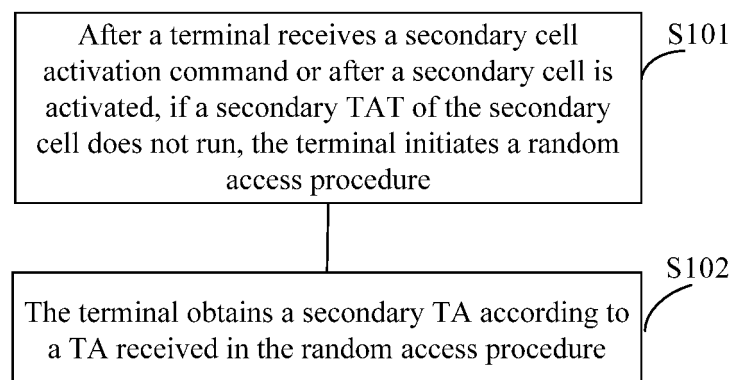 After a terminal receives a secondary cell
activation command or after a secondary cell is
activated, if a secondary TAT of the secondary
cell does not run, the terminal initiates a random
access procedure
S101
The terminal obtains a secondary TA according to
a TA received in the random access procedure
S102